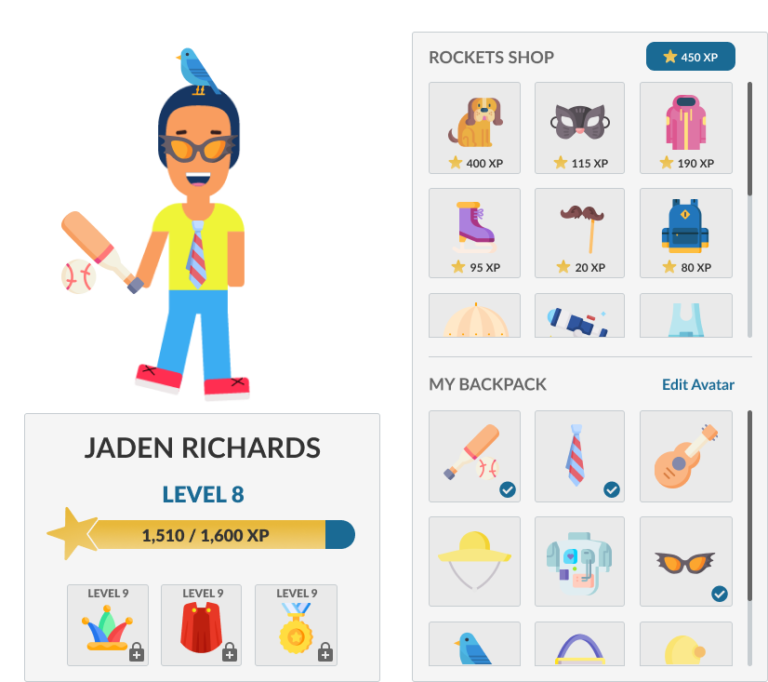 ROCKETS SHOP
450 XP
400 XP
115 XP
190 XP
95 XP
20 XP
80 XP
MY BACKPACK
Edit Avatar
JADEN RICHARDS
LEVEL 8
1,510 / 1,600 XP
LEVEL 9
LEVEL 9
LEVEL 9